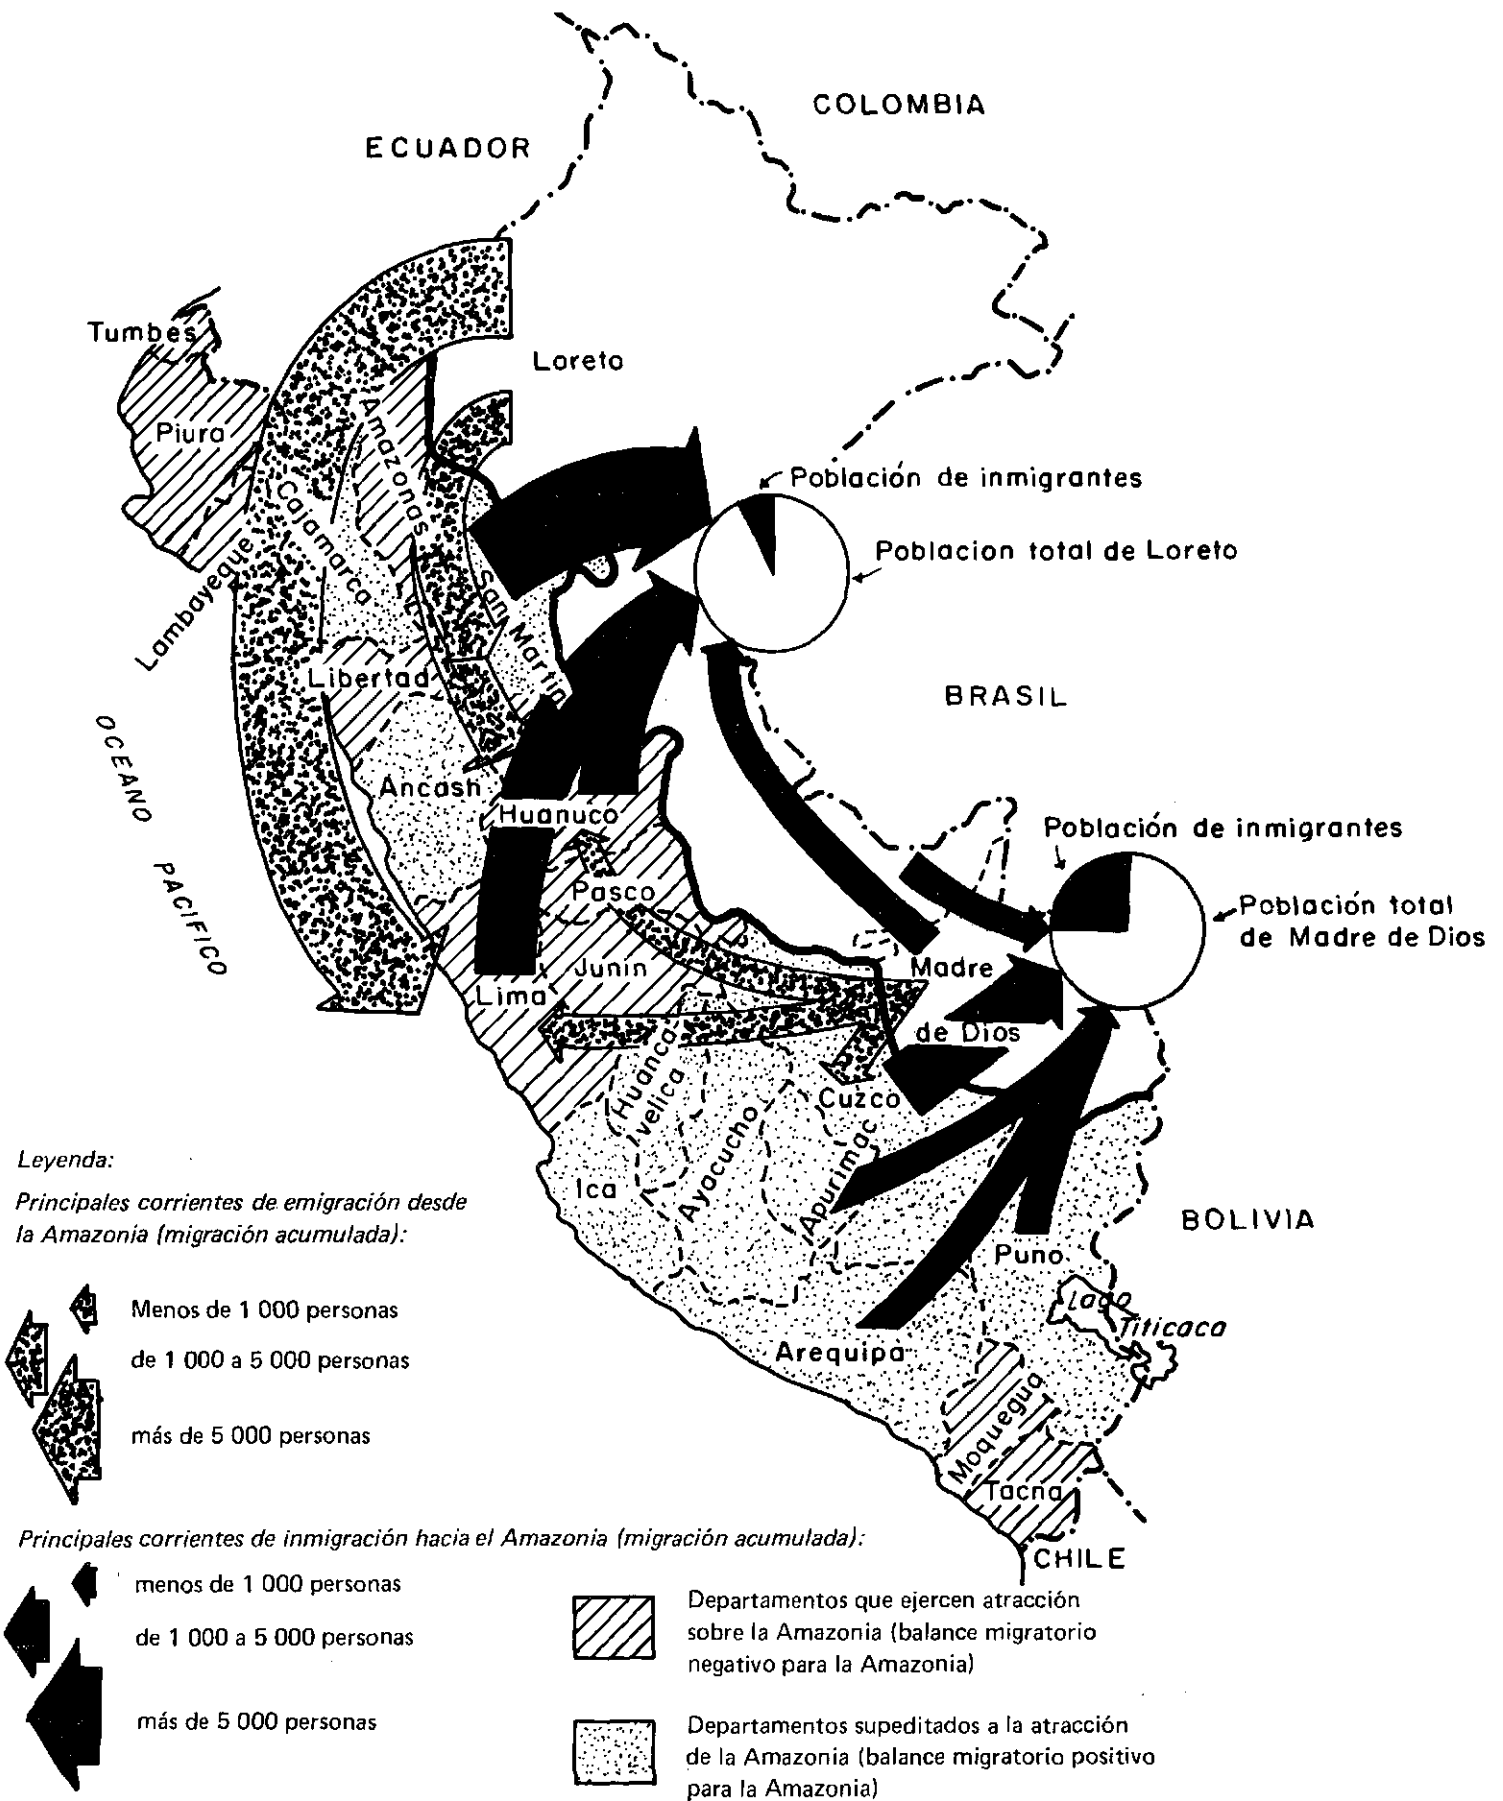 COLOMBIA
ECUADOR
Tumbes
Loreto
Piura
Amazonas
Población de inmigrantes
Cajamarca
Poblacion total de Loreto
Lambayeque
San Martin
Libertad
BRASIL
OCEANO PACIFICO
Ancash
Huanuco
Población de inmigrantes
Pasco
Población total
de Madre de Dios
Junin
Madre
de Dios
Lima
Huanca
velica
Cuzco
Ayacucho
Apurimac
Ica
BOLIVIA
Puno
Lago
Titicaca
Arequipa
Moquegua
Tacna
CHILE
Leyenda:
Principales corrientes de emigración desde
la Amazonia (migración acumulada):
Menos de 1 000 personas
de 1 000 a 5 000 personas
más de 5 000 personas
Principales corrientes de inmigración hacia el Amazonia (migración acumulada):
menos de 1 000 personas
de 1 000 a 5 000 personas
más de 5 000 personas
Departamentos que ejercen atracción
sobre la Amazonia (balance migratorio
negativo para la Amazonia)
Departamentos supeditados a la atracción
de la Amazonia (balance migratorio positivo
para la Amazonia)